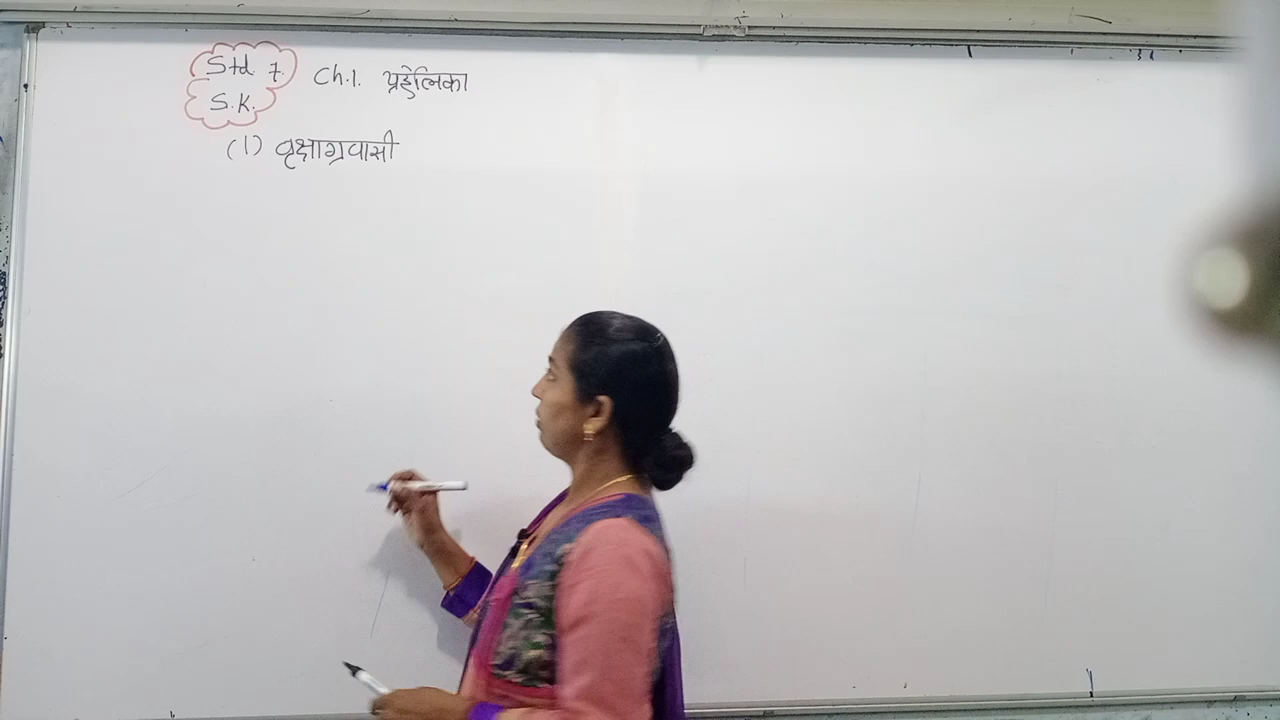 Std. 7. Ch.1. प्रहेलिका
S.K.
(1) वृक्षाग्रवासी